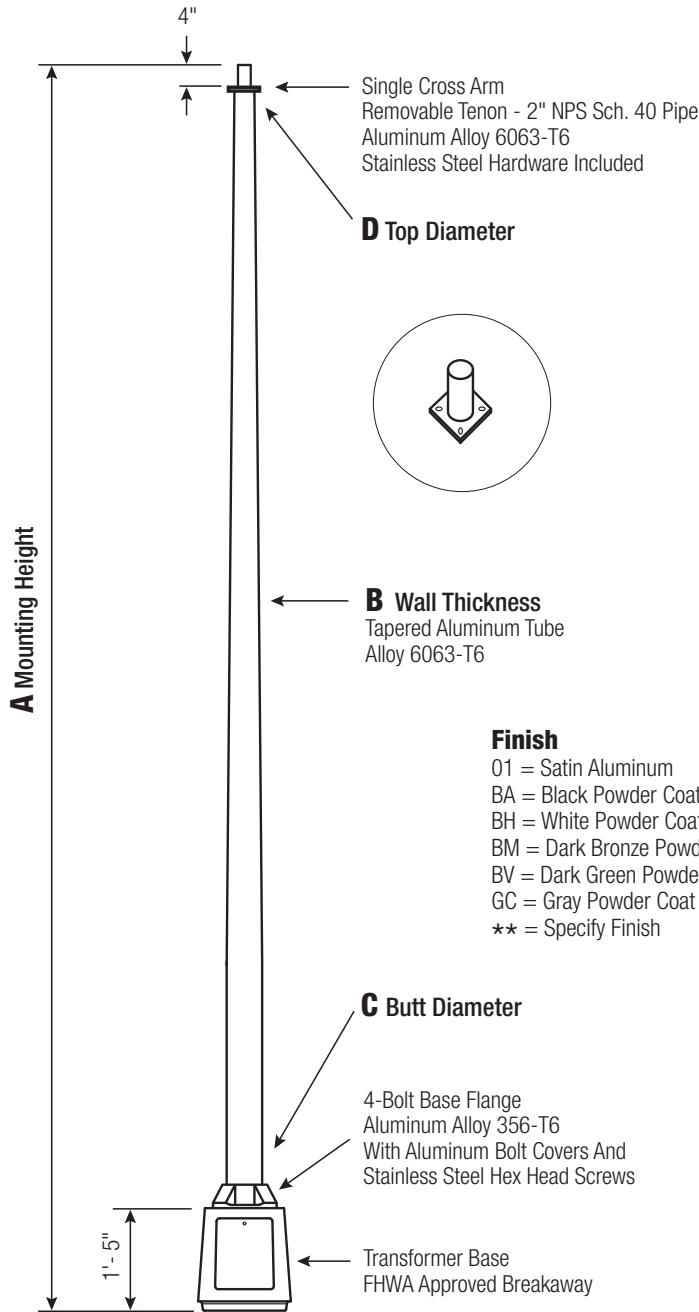 4"
Single Cross Arm
Removable Tenon - 2" NPS Sch. 40 Pipe
Aluminum Alloy 6063-T6
Stainless Steel Hardware Included
D Top Diameter
A Mounting Height
B Wall Thickness
Tapered Aluminum Tube
Alloy 6063-T6
Finish
01 = Satin Aluminum
BA = Black Powder Coat
BH = White Powder Coat
BM = Dark Bronze
BV = Dark Green
GC = Gray Powder Coat
** = Specify Finish
C Butt Diameter
4-Bolt Base Flange
Aluminum Alloy 356-T6
With Aluminum Bolt Covers And
Stainless Steel Hex Head Screws
1'- 5"
Transformer Base
FHWA Approved Breakaway